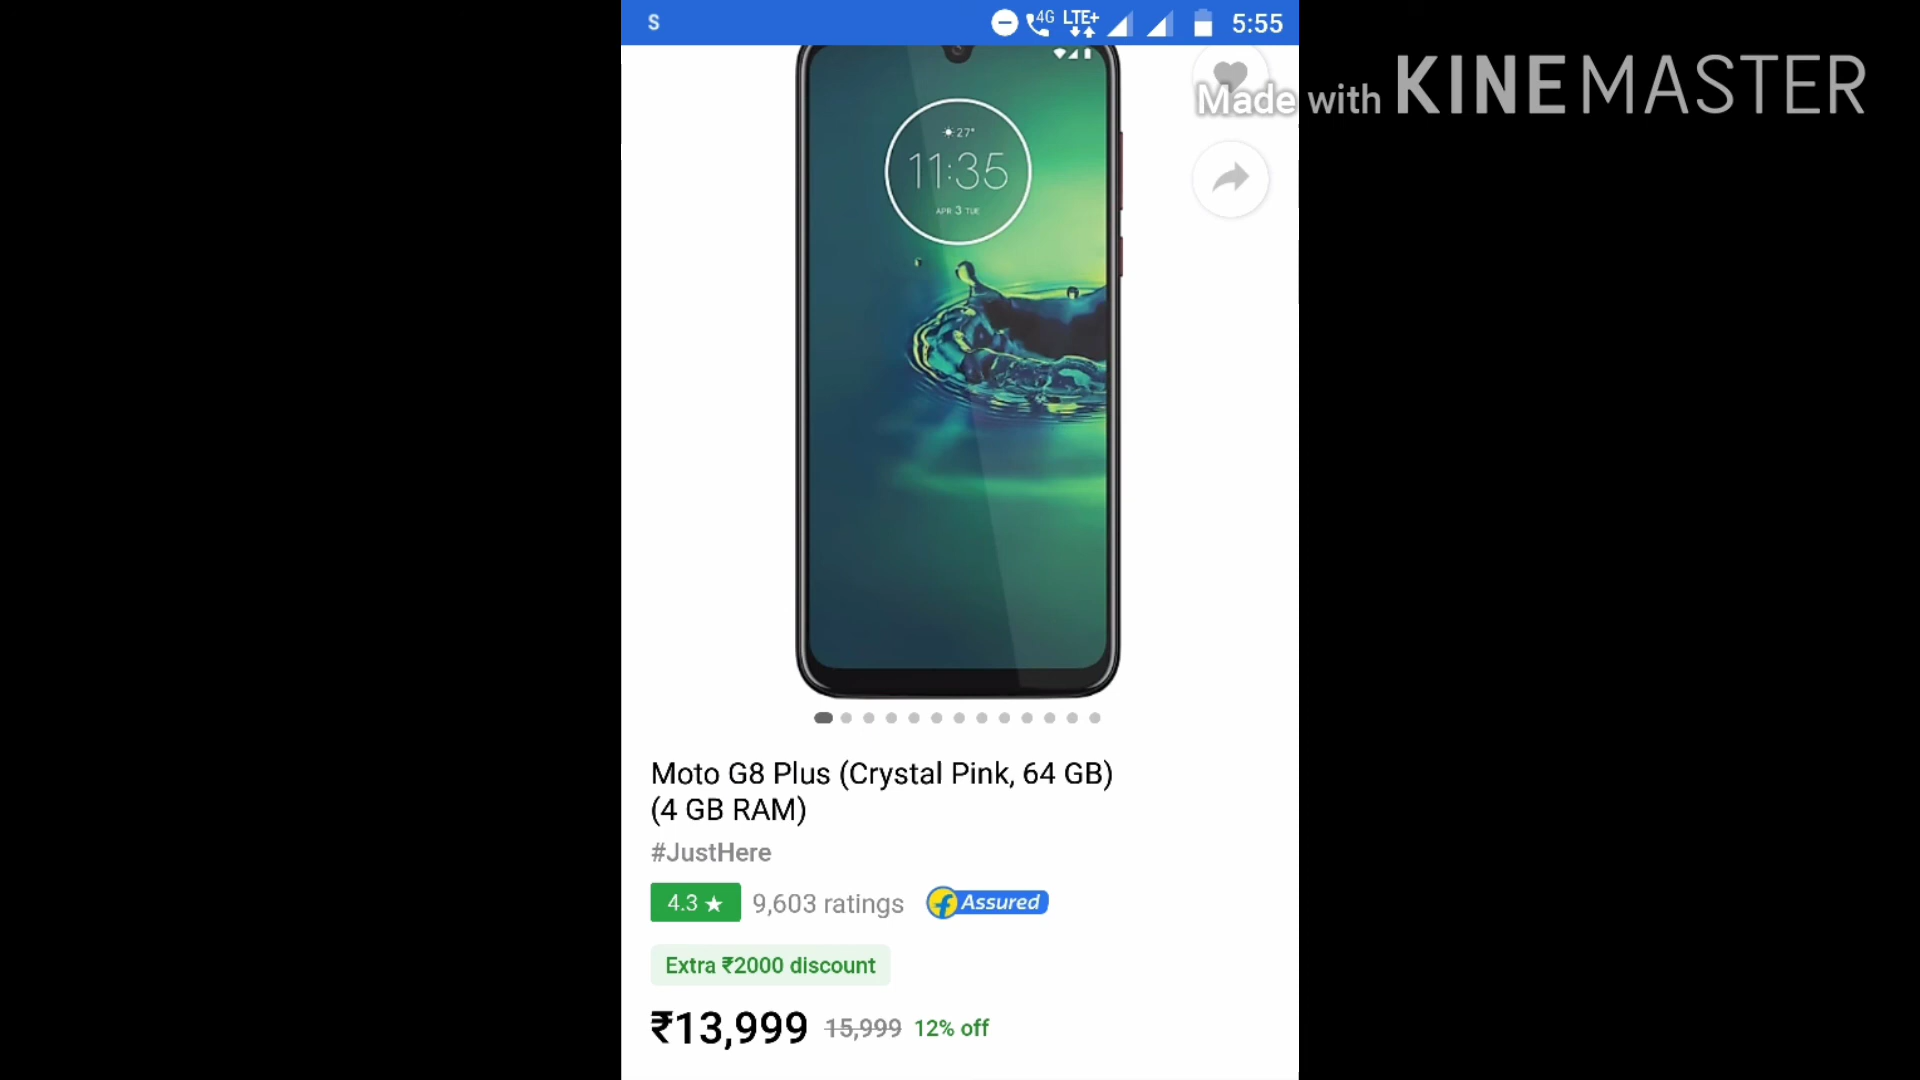 S 4G LTE+ 5:55
Made with KINEMASTER
27°
11:35
APR 3 TUE
Moto G8 Plus (Crystal Pink, 64 GB)
(4 GB RAM)
#JustHere
4.3 ★ 9,603 ratings f Assured
Extra ₹2000 discount
₹13,999 15,999 12% off